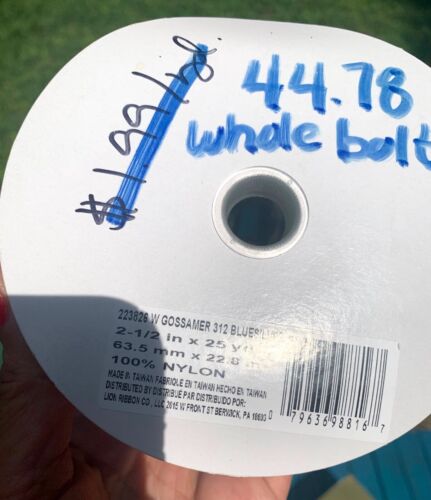 $1.99/yd.
44.78
whole bolt
223826 W GOSSAMER 312 BLUES
2-1/2 in x 25 y
63.5 mm x 22.8
100% NYLON
MADE IN TAIWAN FABRIQUE EN TAIWAN HECHO EN TAIWAN
DISTRIBUTED BY DISTRIBUÉ PAR DISTRIBUIDO POR:
LION RIBBON CO., LLC 2015 W FRONT ST BERWICK, PA 18603
0 79636 98816 7